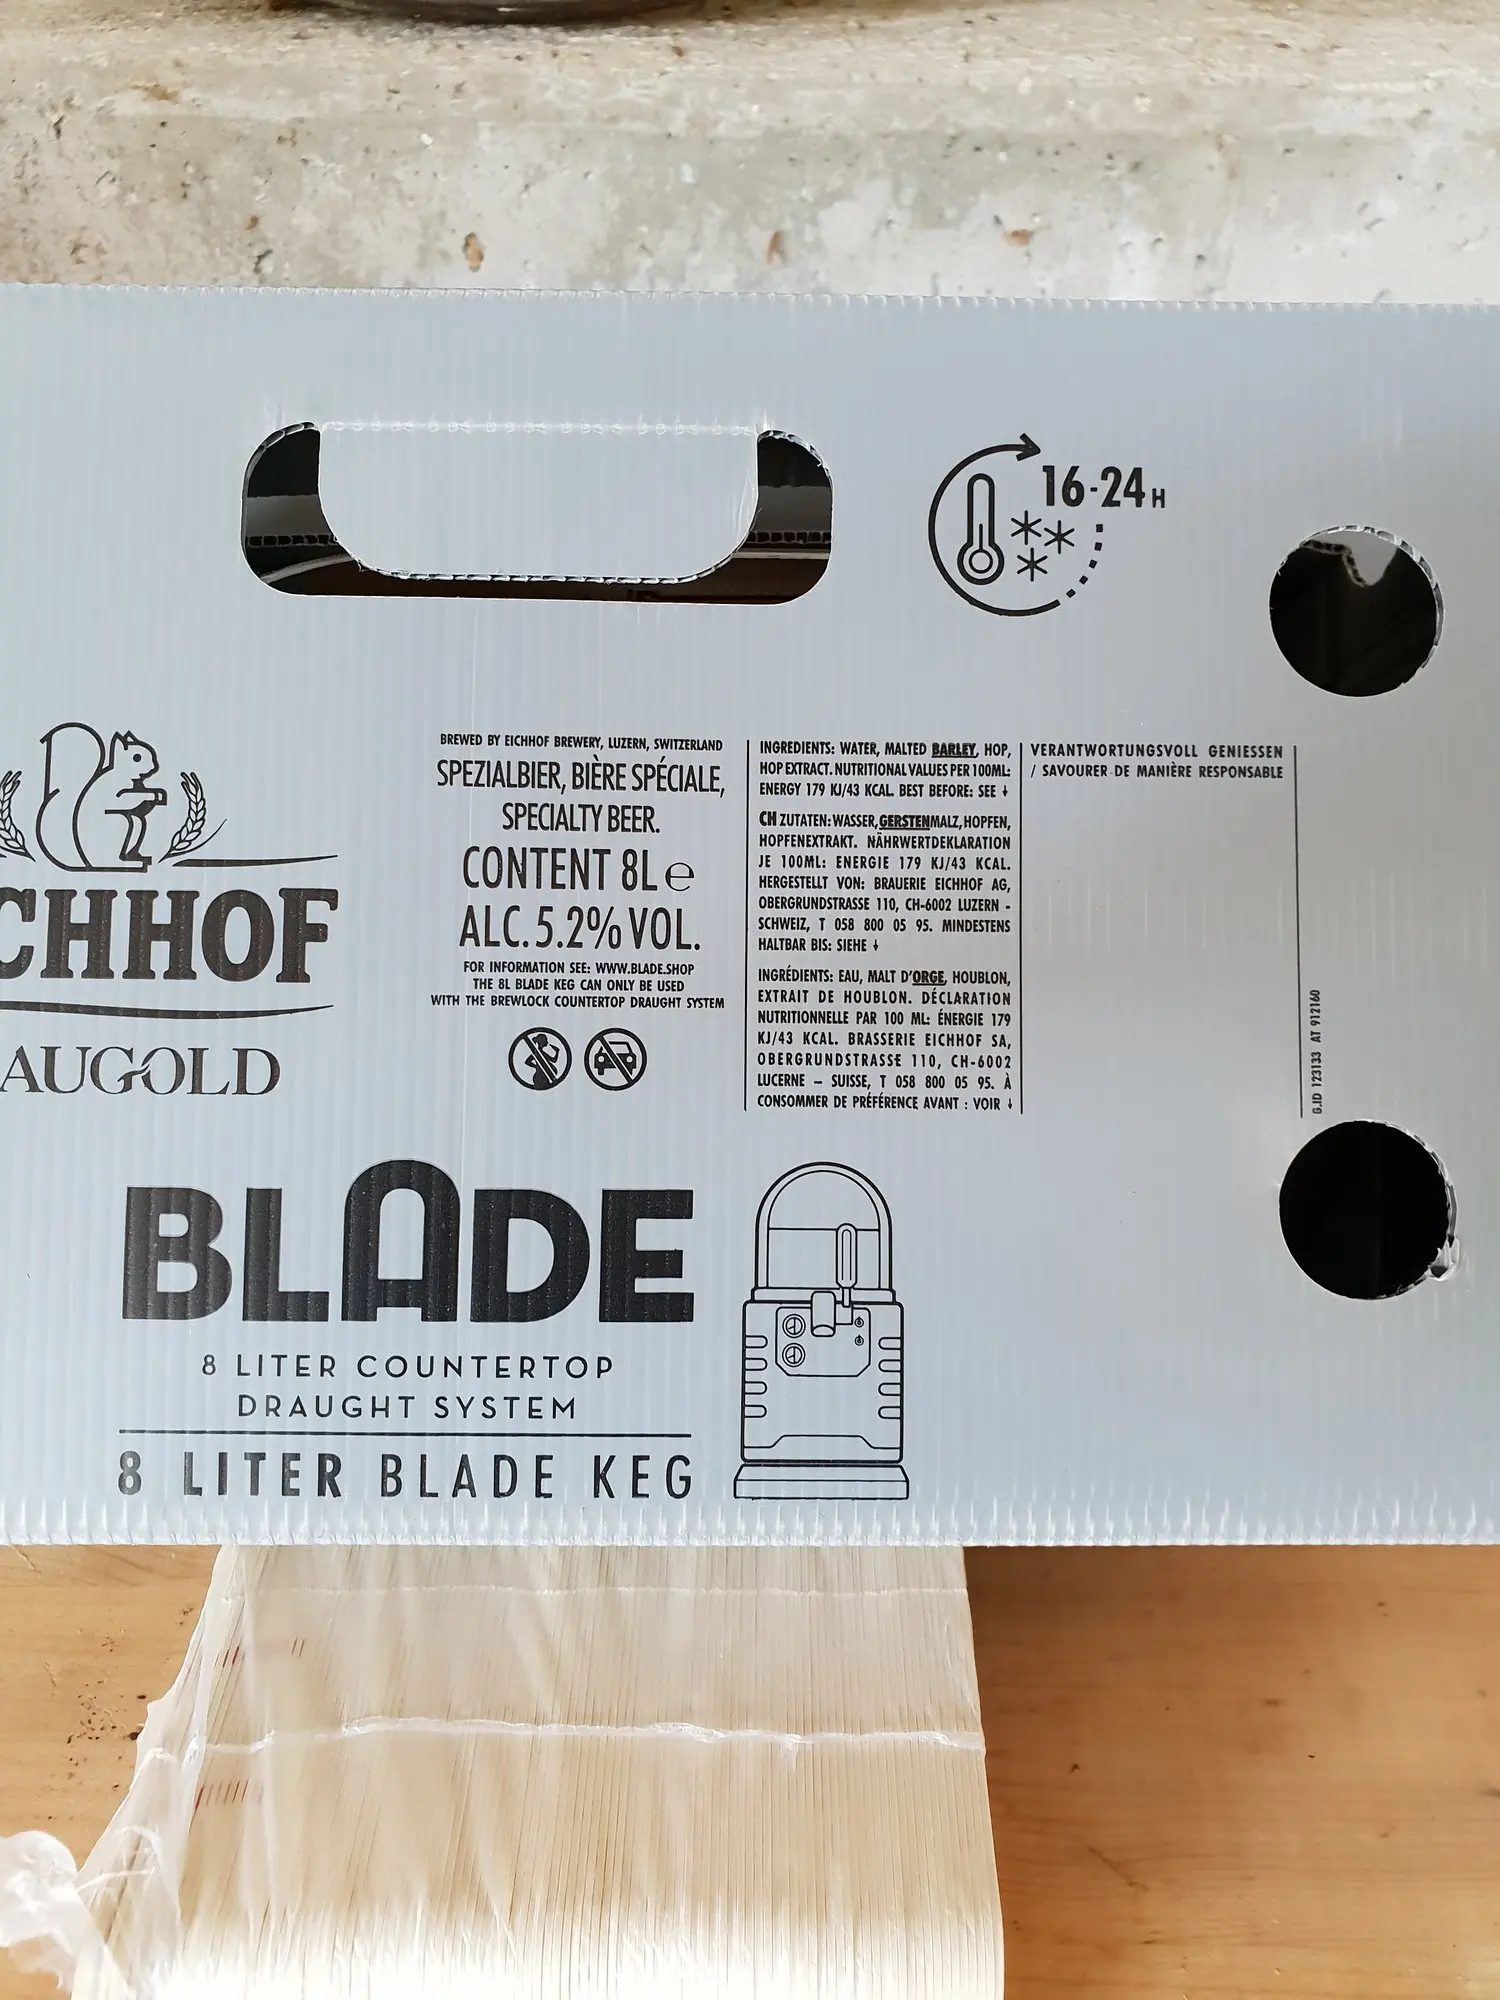 16-24 H
CHHOF
AUGOLD
BREWED BY EICHHOF BREWERY, LUZERN, SWITZERLAND
SPEZIALBIER, BIÈRE SPÉCIALE,
SPECIALTY BEER.
CONTENT 8L ℮
ALC. 5.2% VOL.
FOR INFORMATION SEE: WWW.BLADE.SHOP
THE 8L BLADE KEG CAN ONLY BE USED
WITH THE BREWLOCK COUNTERTOP DRAUGHT SYSTEM
INGREDIENTS: WATER, MALTED BARLEY, HOP,
HOP EXTRACT. NUTRITIONAL VALUES PER 100ML:
ENERGY 179 KJ/43 KCAL. BEST BEFORE: SEE ↓
CH ZUTATEN: WASSER, GERSTENMALZ, HOPFEN,
HOPFENEXTRAKT. NÄHRWERTDEKLARATION
JE 100ML: ENERGIE 179 KJ/43 KCAL.
HERGESTELLT VON: BRAUERIE EICHHOF AG,
OBERGRUNDSTRASSE 110, CH-6002 LUZERN -
SCHWEIZ, T 058 800 05 95. MINDESTENS
HALTBAR BIS: SIEHE ↓
INGRÉDIENTS: EAU, MALT D'ORGE, HOUBLON,
EXTRAIT DE HOUBLON. DÉCLARATION
NUTRITIONNELLE PAR 100 ML: ÉNERGIE 179
KJ/43 KCAL. BRASSERIE EICHHOF SA,
OBERGRUNDSTRASSE 110, CH-6002
LUCERNE – SUISSE, T 058 800 05 95. À
CONSOMMER DE PRÉFÉRENCE AVANT : VOIR ↓
VERANTWORTUNGSVOLL GENIESSEN
/ SAVOURER DE MANIÈRE RESPONSABLE
G.ID 123133 AT 912160
BLADE
8 LITER COUNTERTOP
DRAUGHT SYSTEM
8 LITER BLADE KEG